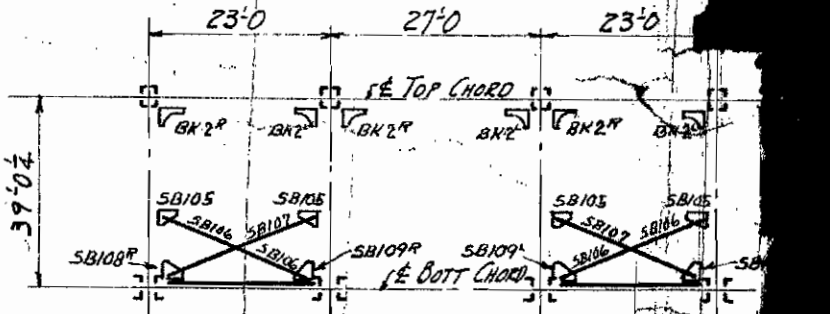 23'-0 27'-0 23'-0
℄ TOP CHORD
BK2R BK2L BK2R BK2L BK2R BK2L
39'-0¼
SB105 SB105 SB105 SB105
SB106 SB107 SB107 SB106
SB108R SB106 SB109R SB109L SB106
℄ BOTT CHORD